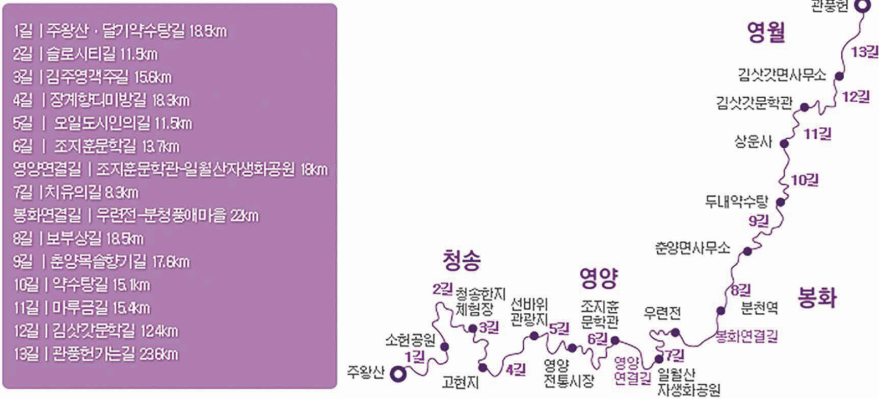 1길 | 주왕산 · 달기약수탕길 18.5km
2길 | 슬로시티길 11.5km
3길 | 김주영객주길 15.6km
4길 | 장계향디미방길 18.3km
5길 | 오일도시인의길 11.5km
6길 | 조지훈문학길 13.7km
영양연결길 | 조지훈문학관-일월산자생화공원 18km
7길 | 치유의길 8.3km
봉화연결길 | 우련전-분청풍애마을 22km
8길 | 보부상길 18.5km
9길 | 춘양목솔향기길 17.6km
10길 | 약수탕길 15.1km
11길 | 마루금길 15.4km
12길 | 김삿갓문학길 12.4km
13길 | 관풍헌가는길 23.6km
관풍헌
영월
13길
김삿갓면사무소
12길
김삿갓문학관
11길
상운사
10길
두내약수탕
9길
춘양면사무소
8길
봉화
분천역
봉화연결길
우련전
7길
일월산
자생화공원
영양
연결길
영양
조지훈
문학관
6길
영양
전통시장
5길
선바위
관광지
4길
고현지
3길
청송한지
체험장
청송
2길
소헌공원
1길
주왕산